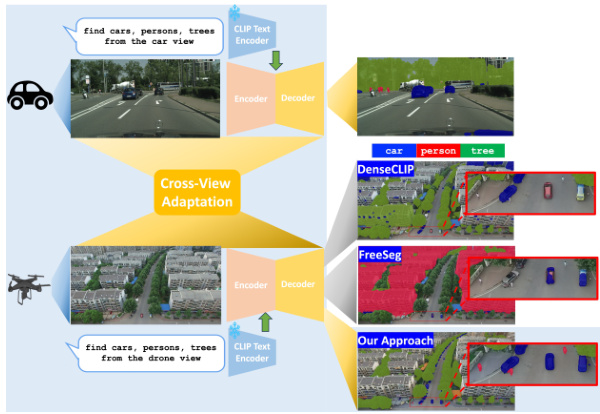 find cars, persons, trees
from the car view
CLIP Text
Encoder
Encoder
Decoder
car
person
tree
Cross-View
Adaptation
DenseCLIP
FreeSeg
Encoder
Decoder
find cars, persons, trees
from the drone view
CLIP Text
Encoder
Our Approach